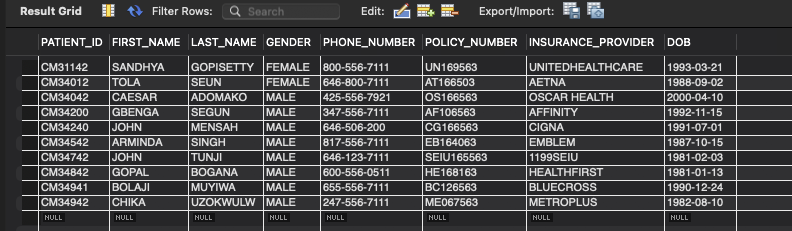 Result Grid Filter Rows: Search Edit: Export/Import:
PATIENT_ID FIRST_NAME LAST_NAME GENDER PHONE_NUMBER POLICY_NUMBER INSURANCE_PROVIDER DOB
CM31142 SANDHYA GOPISETTY FEMALE 800-556-7111 UN169563 UNITEDHEALTHCARE 1993-03-21
CM34012 TOLA SEUN FEMALE 646-800-7111 AT166503 AETNA 1988-09-02
CM34042 CAESAR ADOMAKO MALE 425-556-7921 OS166563 OSCAR HEALTH 2000-04-10
CM34200 GBENGA SEGUN MALE 347-556-7111 AF106563 AFFINITY 1992-11-15
CM34240 JOHN MENSAH MALE 646-506-200 CG166563 CIGNA 1991-07-01
CM34542 ARMINDA SINGH MALE 817-556-7111 EB164063 EMBLEM 1987-10-15
CM34742 JOHN TUNJI MALE 646-123-7111 SEIU165563 1199SEIU 1981-02-03
CM34842 GOPAL BOGANA MALE 600-556-0511 HE168163 HEALTHFIRST 1981-01-13
CM34941 BOLAJI MUYIWA MALE 655-556-7111 BC126563 BLUECROSS 1990-12-24
CM34942 CHIKA UZOKWULW MALE 247-556-7111 ME067563 METROPLUS 1982-08-10
NULL NULL NULL NULL NULL NULL NULL NULL